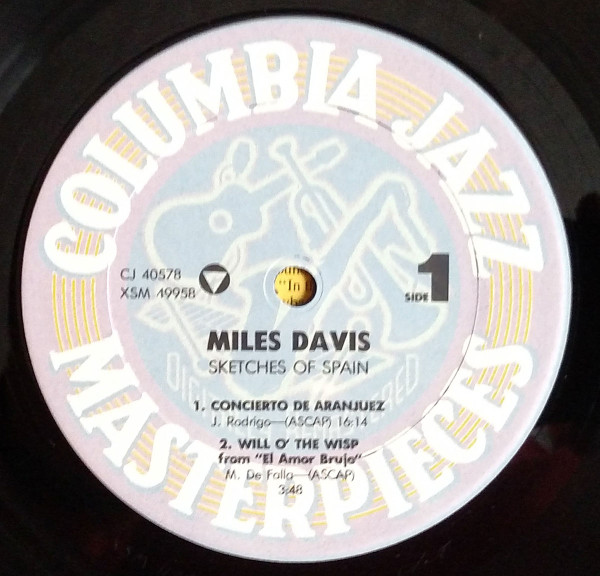 COLUMBIA JAZZ
MASTERPIECES
CJ 40578
XSM 49958
SIDE 1
"In
MILES DAVIS
SKETCHES OF SPAIN
1. CONCIERTO DE ARANJUEZ
J. Rodrigo—(ASCAP) 16:14
2. WILL O' THE WISP
from "El Amor Brujo"
M. De Falla—(ASCAP)
3:48